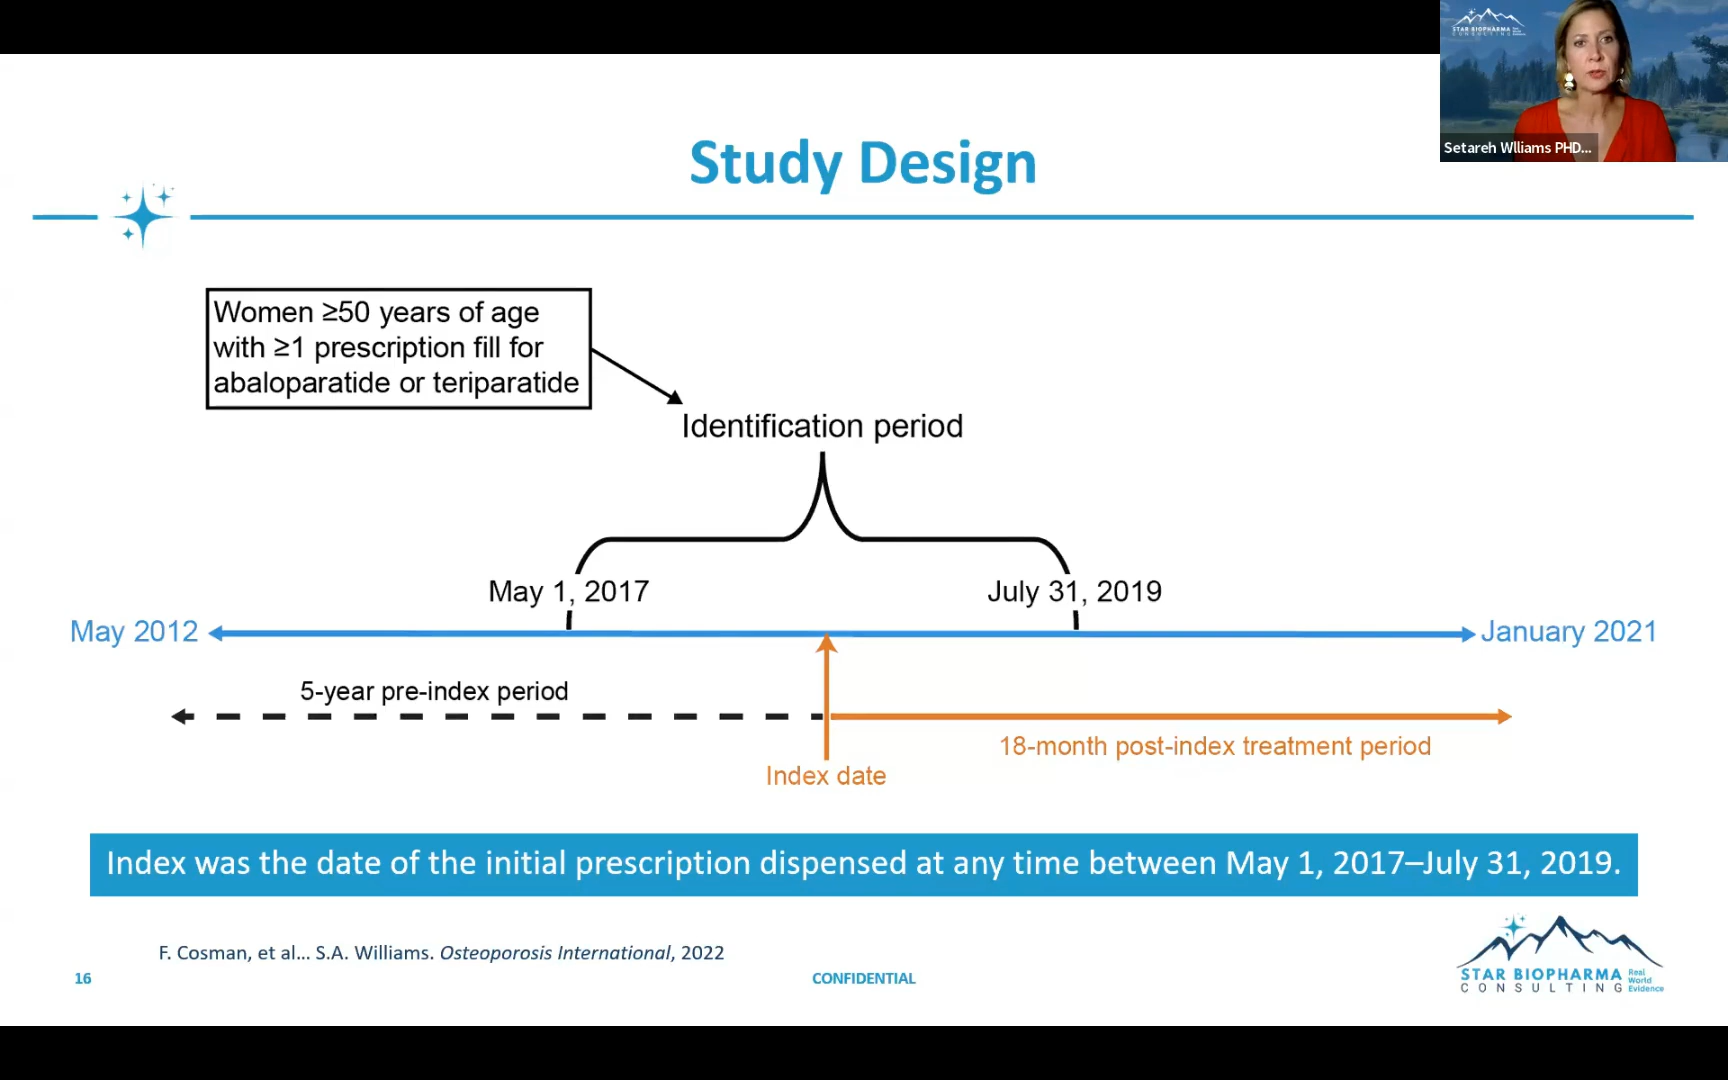 STAR BIOPHARMA
CONSULTING
Setareh Wlliams PHD...
Study Design
Women ≥50 years of age
with ≥1 prescription fill for
abaloparatide or teriparatide
Identification period
May 1, 2017
July 31, 2019
May 2012
January 2021
5-year pre-index period
18-month post-index treatment period
Index date
Index was the date of the initial prescription dispensed at any time between May 1, 2017–July 31, 2019.
F. Cosman, et al... S.A. Williams. Osteoporosis International, 2022
16
CONFIDENTIAL
STAR BIOPHARMA
CONSULTING
Real
World
Evidence